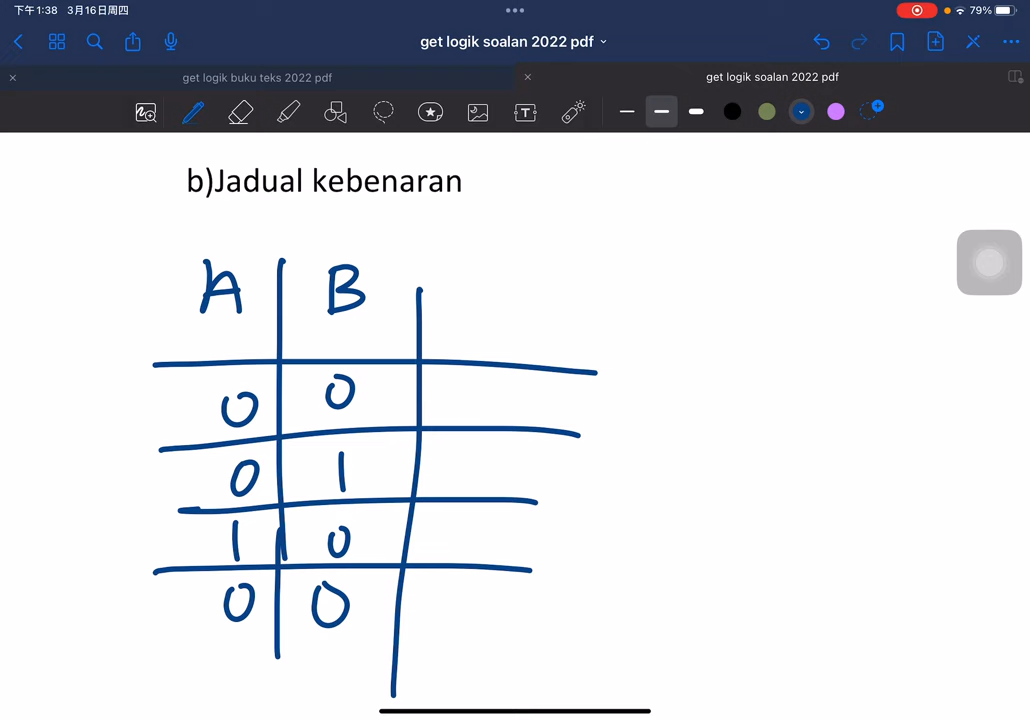 下午1:38 3月16日周四
79%
get logik soalan 2022 pdf
get logik buku teks 2022 pdf
get logik soalan 2022 pdf
b)Jadual kebenaran
A B
0 0
0 1
1 0
0 0